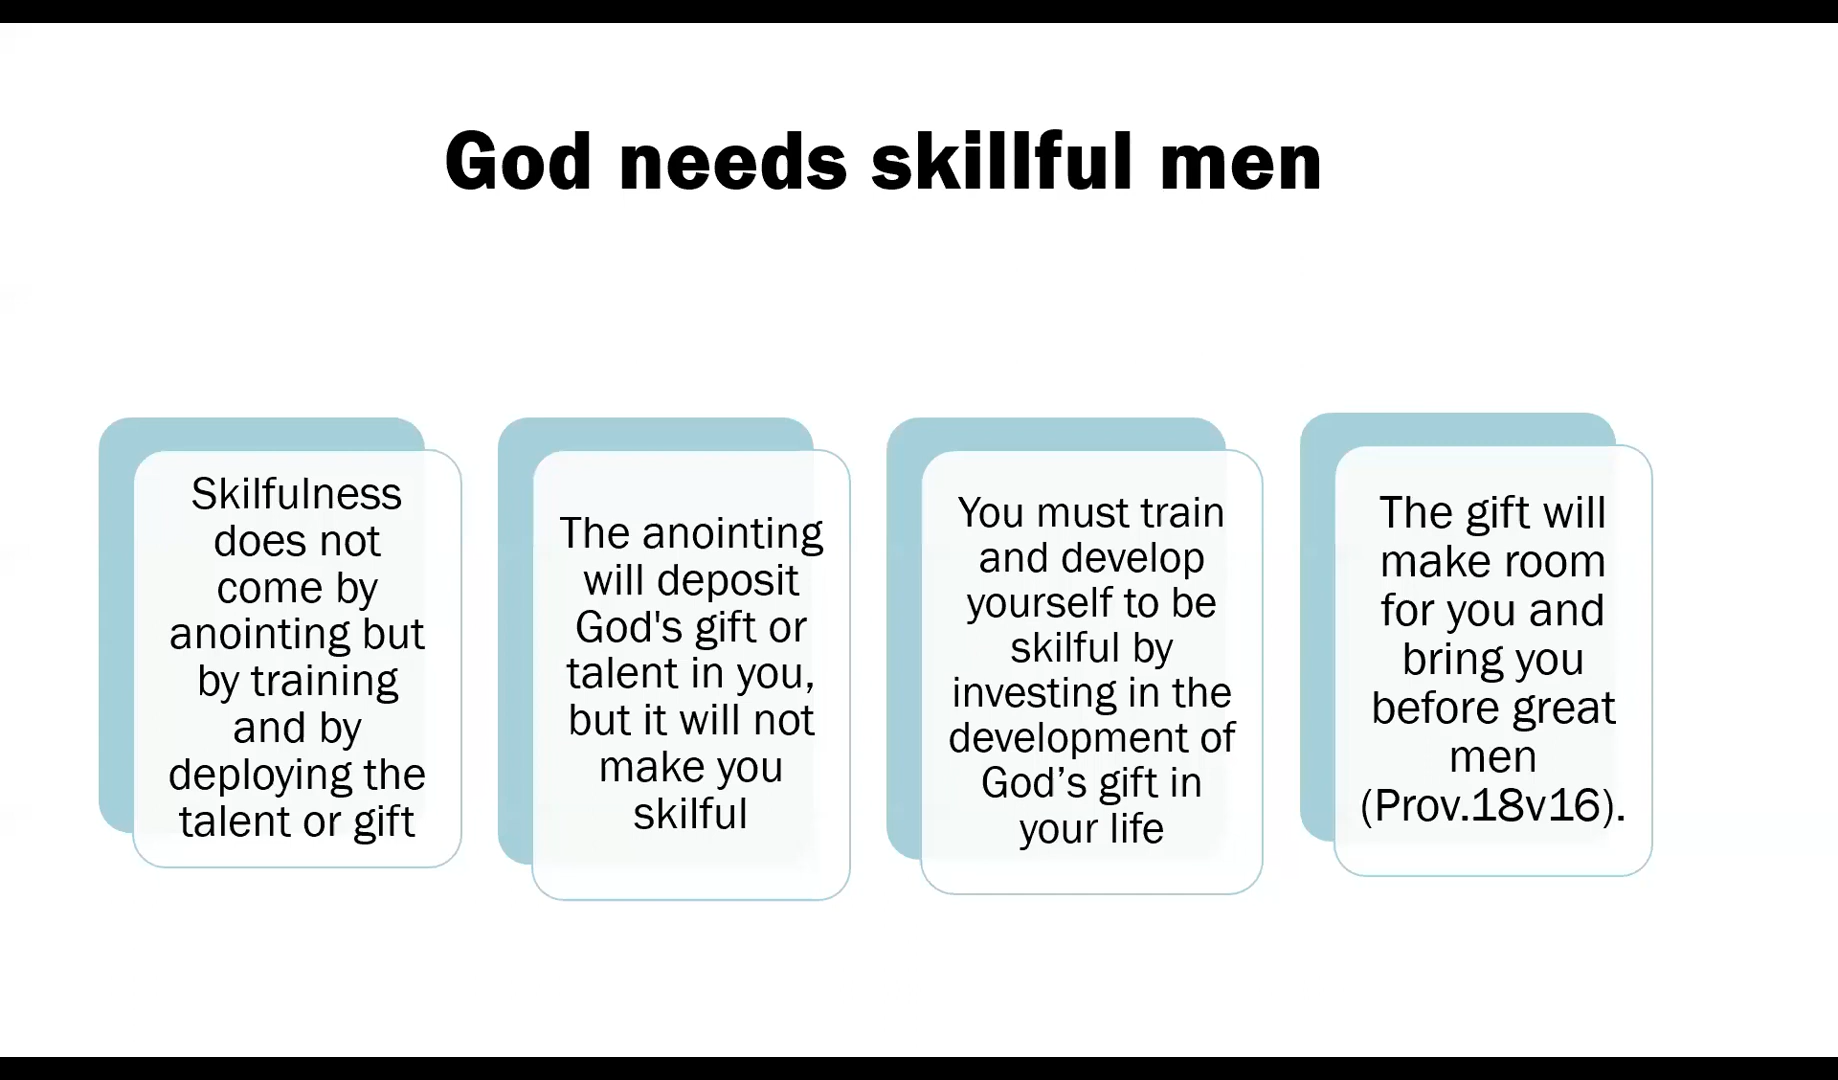 God needs skillful men
Skilfulness
does not
come by
anointing but
by training
and by
deploying the
talent or gift
The anointing
will deposit
God's gift or
talent in you,
but it will not
make you
skilful
You must train
and develop
yourself to be
skilful by
investing in the
development of
God’s gift in
your life
The gift will
make room
for you and
bring you
before great
men
(Prov.18v16).